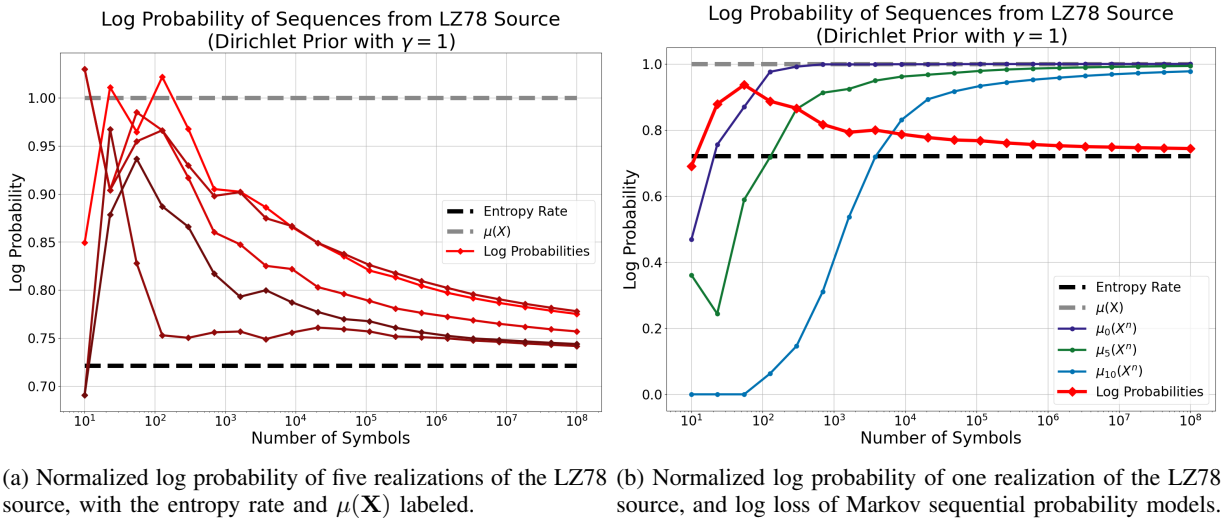 Log Probability of Sequences from LZ78 Source
(Dirichlet Prior with γ = 1)
Log Probability
1.00
0.95
0.90
0.85
0.80
0.75
0.70
Entropy Rate
μ(X)
Log Probabilities
10¹ 10² 10³ 10⁴ 10⁵ 10⁶ 10⁷ 10⁸
Number of Symbols
(a) Normalized log probability of five realizations of the LZ78
source, with the entropy rate and μ(𝐗) labeled.
Log Probability of Sequences from LZ78 Source
(Dirichlet Prior with γ = 1)
Log Probability
1.0
0.8
0.6
0.4
0.2
0.0
Entropy Rate
μ(X)
μ₀(Xⁿ)
μ₅(Xⁿ)
μ₁₀(Xⁿ)
Log Probabilities
10¹ 10² 10³ 10⁴ 10⁵ 10⁶ 10⁷ 10⁸
Number of Symbols
(b) Normalized log probability of one realization of the LZ78
source, and log loss of Markov sequential probability models.